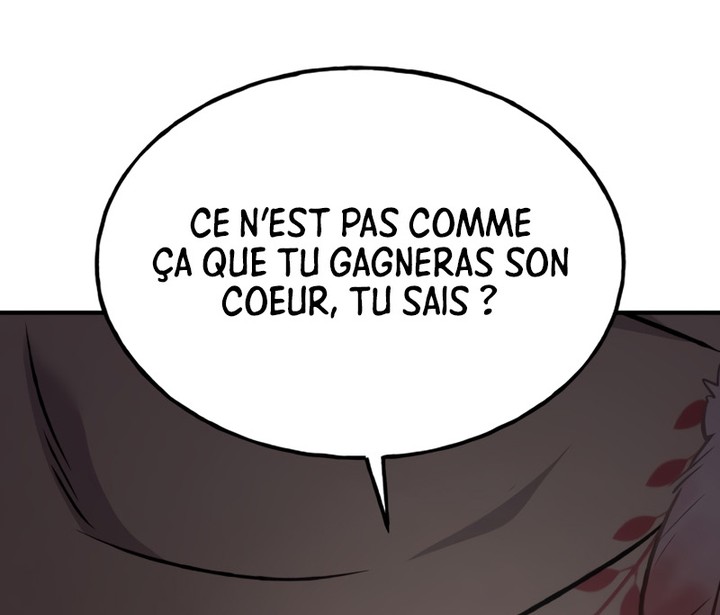 CE N'EST PAS COMME
ÇA QUE TU GAGNERAS SON
COEUR, TU SAIS ?